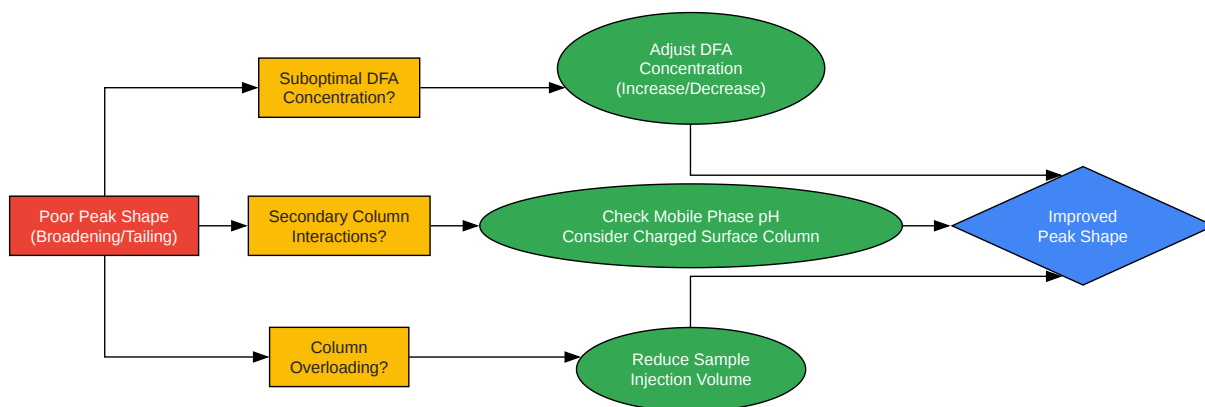 Poor Peak Shape
(Broadening/Tailing)
Suboptimal DFA
Concentration?
Adjust DFA
Concentration
(Increase/Decrease)
Secondary Column
Interactions?
Check Mobile Phase pH
Consider Charged Surface Column
Column
Overloading?
Reduce Sample
Injection Volume
Improved
Peak Shape